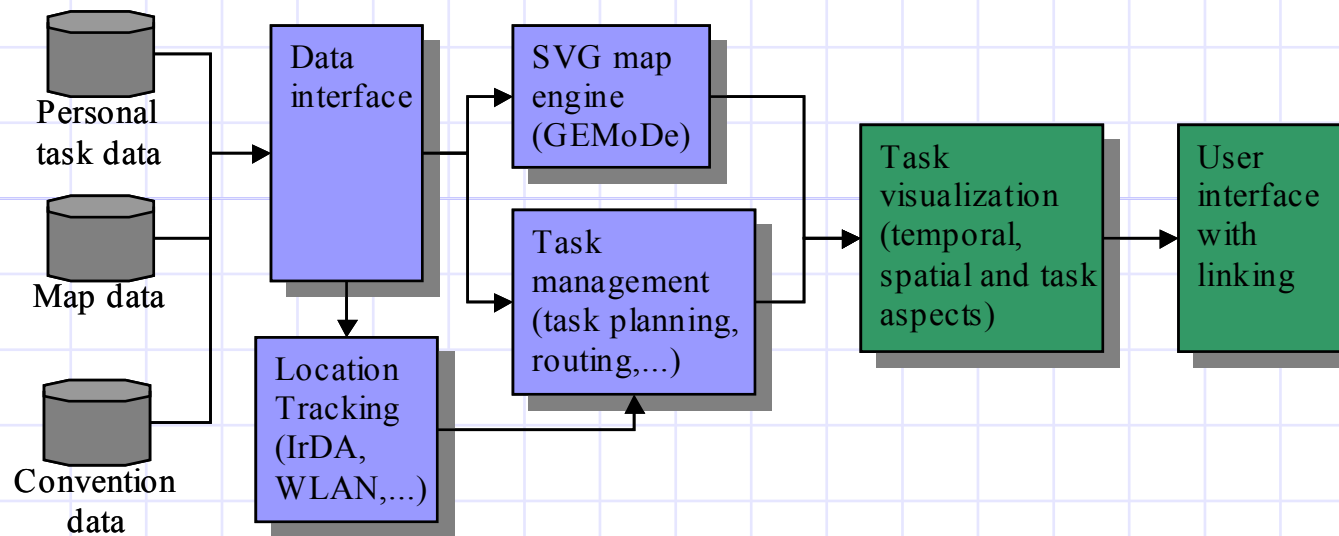 Personal
task data
Map data
Convention
data
Data
interface
Location
Tracking
(IrDA,
WLAN,...)
SVG map
engine
(GEMoDe)
Task
management
(task planning,
routing,...)
Task
visualization
(temporal,
spatial and task
aspects)
User
interface
with
linking